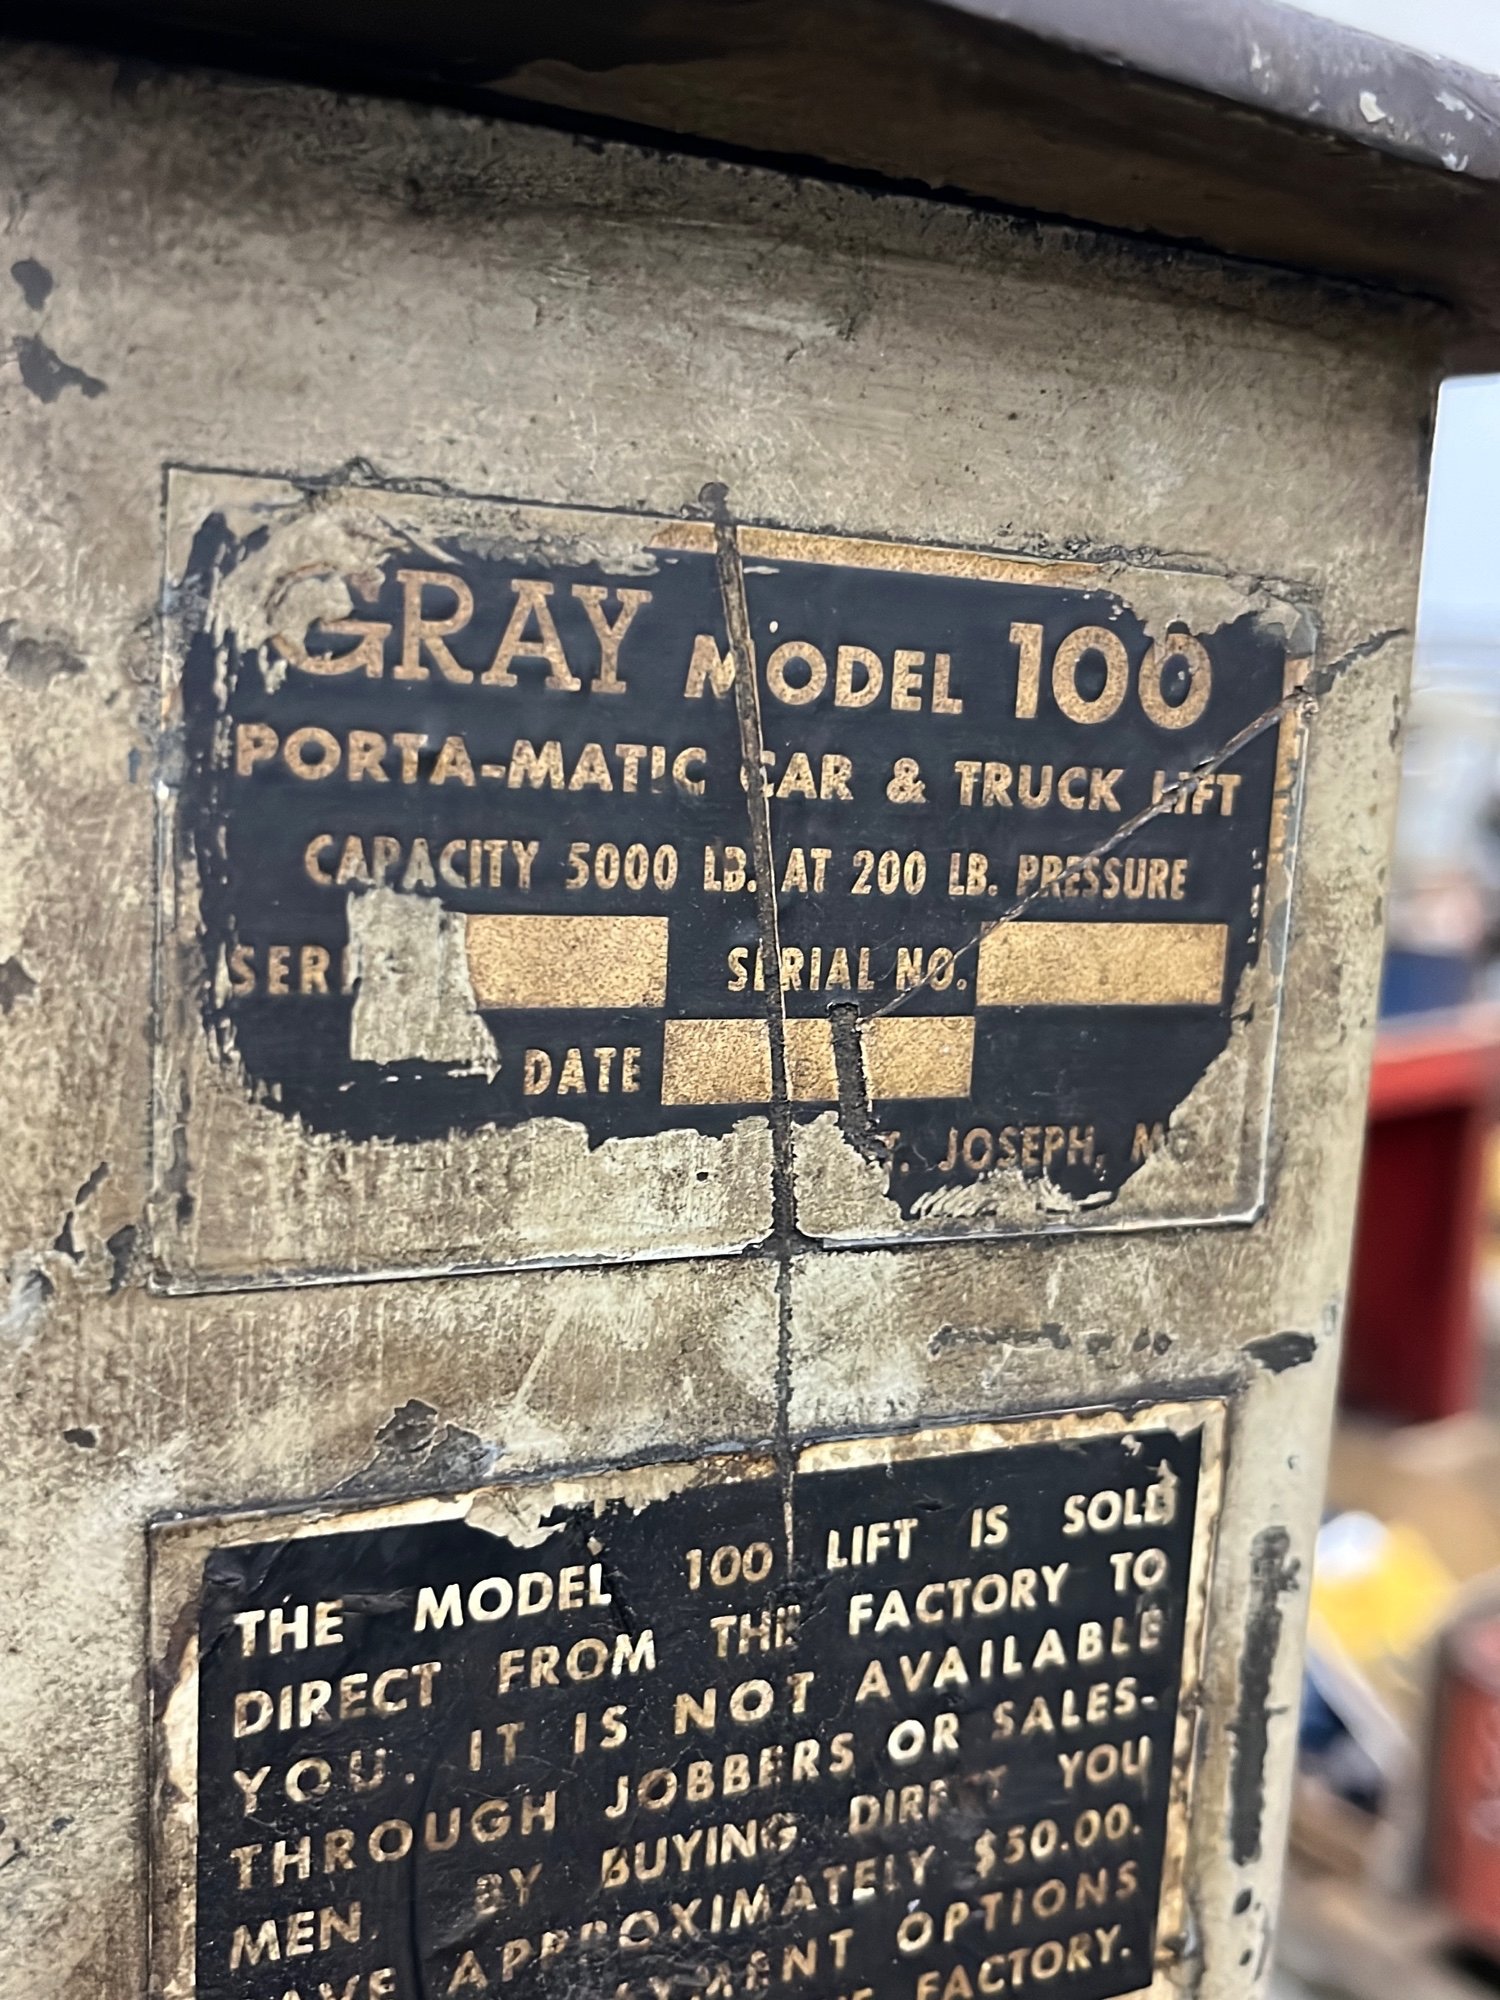 GRAY MODEL 100
PORTA-MATIC CAR & TRUCK LIFT
CAPACITY 5000 LB. AT 200 LB. PRESSURE
SERIAL NO.
DATE
JOSEPH,
THE MODEL 100 LIFT IS SOLD
DIRECT FROM THE FACTORY TO
YOU. IT IS NOT AVAILABLE
THROUGH JOBBERS OR SALES-
MEN. BY BUYING DIRECT YOU
APPROXIMATELY $50.00.
OPTIONS
FACTORY.